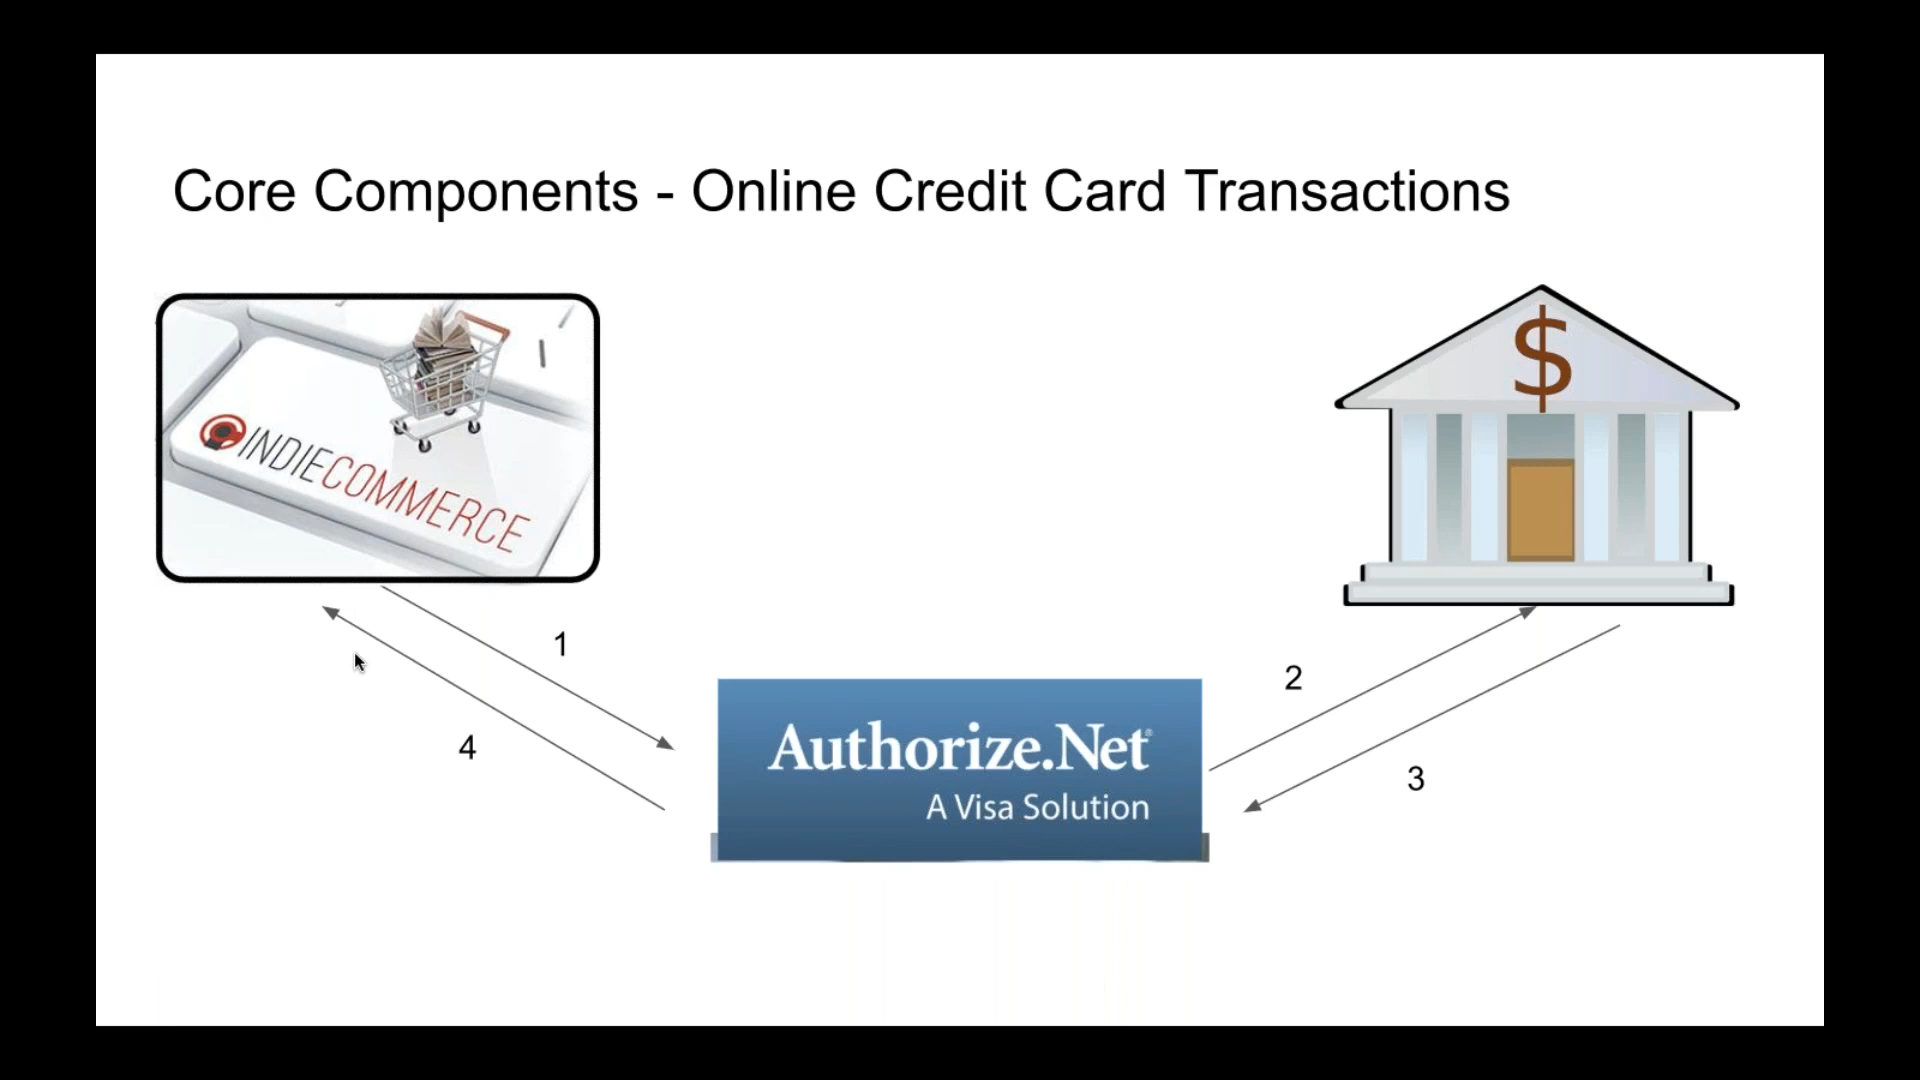 Core Components - Online Credit Card Transactions
INDIECOMMERCE
$
1
2
4
3
Authorize.Net®
A Visa Solution